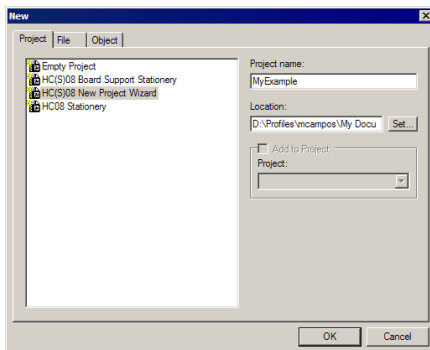 New
Project File Object
Empty Project
HC(S)08 Board Support Stationery
HC(S)08 New Project Wizard
HC08 Stationery
Project name:
MyExample
Location:
D:\Profiles\mcampos\My Docu Set...
Add to Project:
Project:
OK Cancel